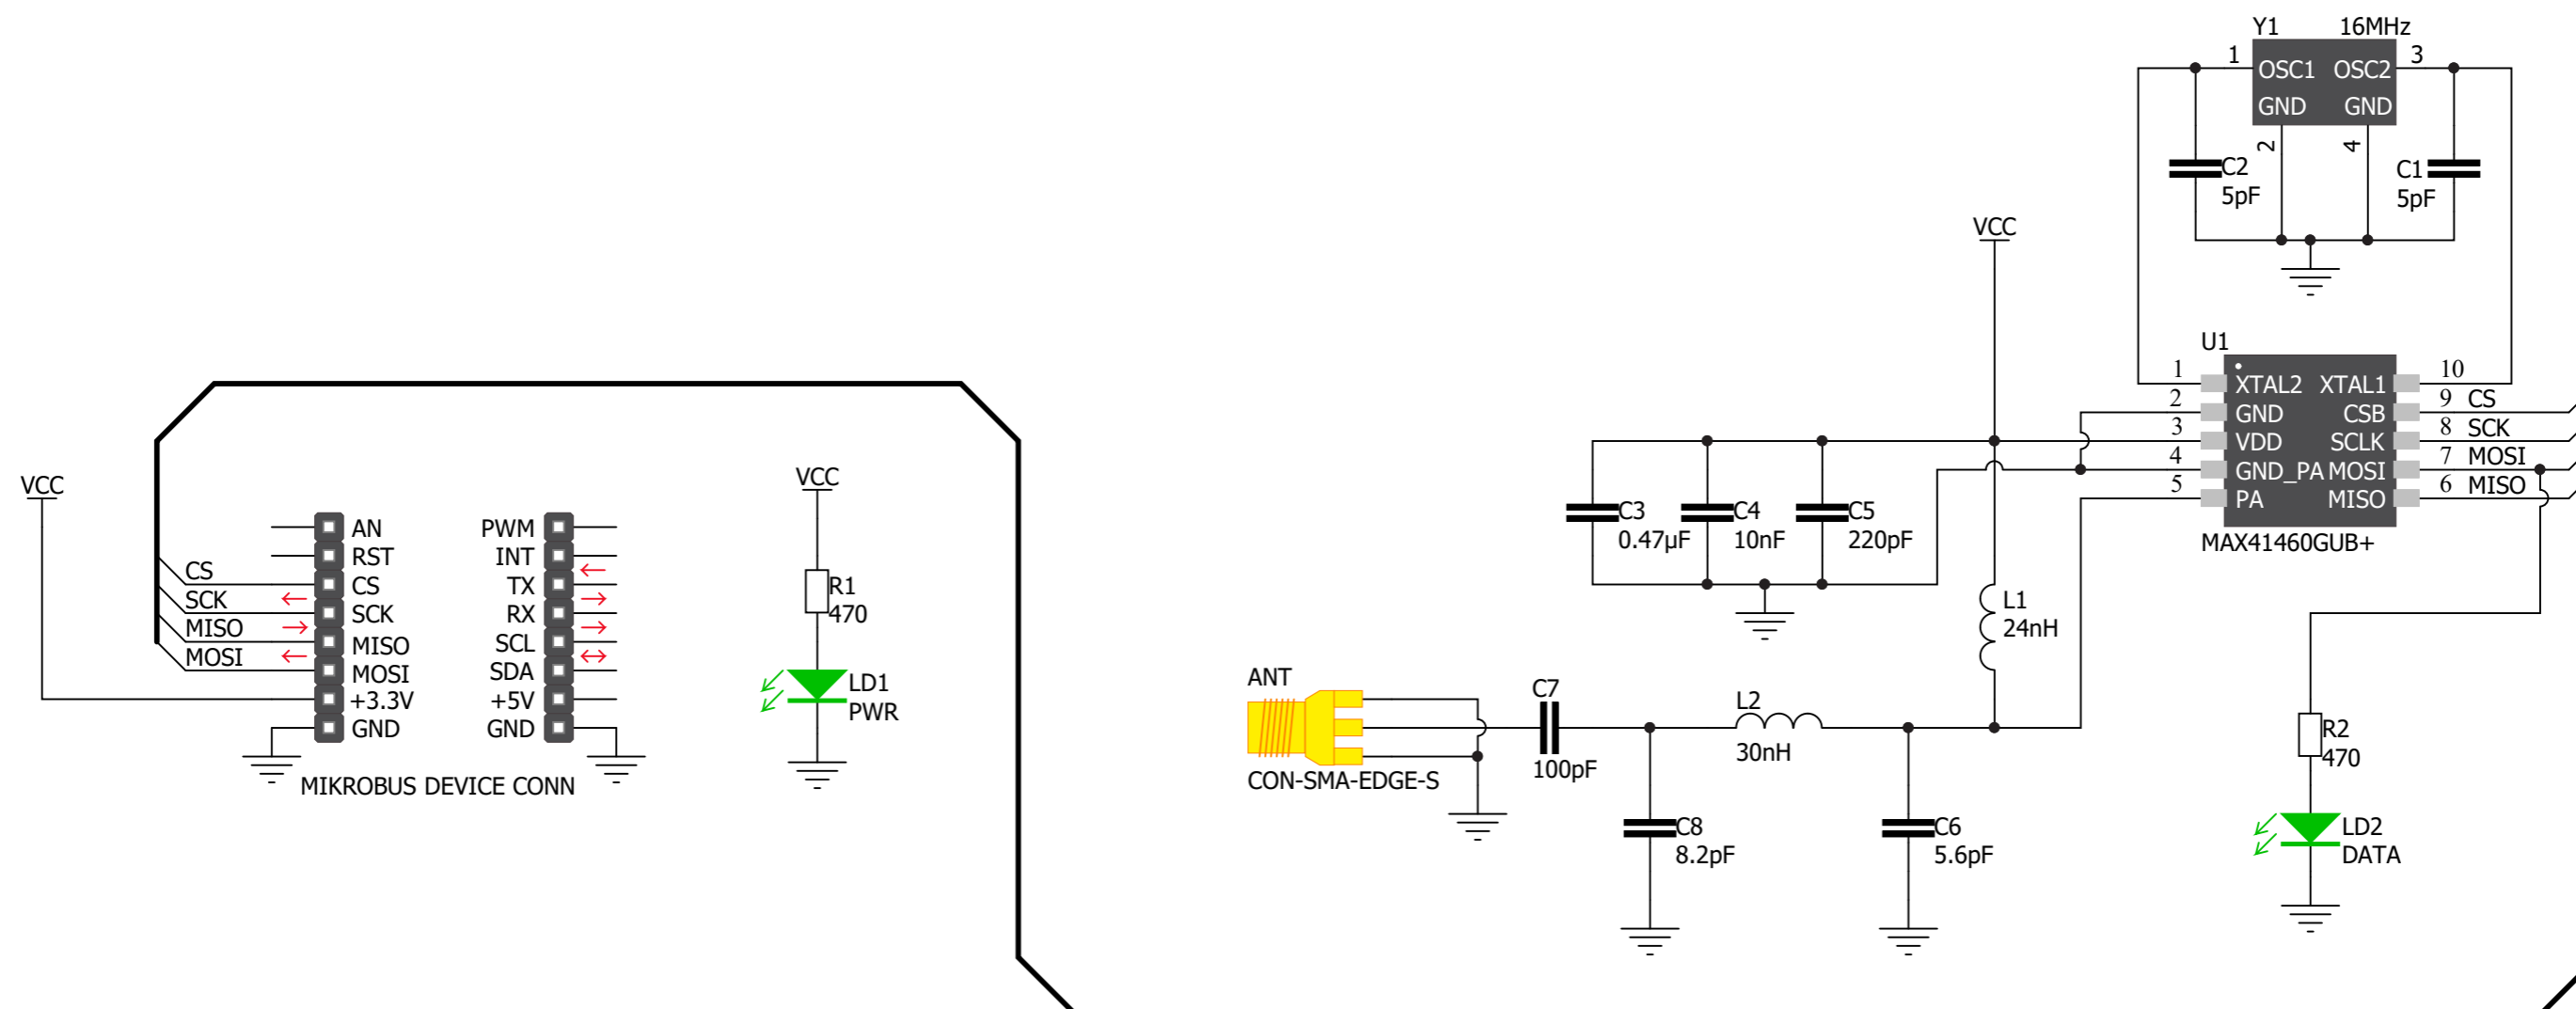 Y1 16MHz
1 OSC1 OSC2 3
GND GND
2 4
C2
5pF
C1
5pF
VCC
U1
1 XTAL2 XTAL1 10
2 GND CSB 9 CS
3 VDD SCLK 8 SCK
4 GND_PA MOSI 7 MOSI
5 PA MISO 6 MISO
MAX41460GUB+
VCC
VCC
AN PWM
RST INT
CS CS TX
SCK SCK RX
MISO MISO SCL
MOSI MOSI SDA
+3.3V +5V
GND GND
MIKROBUS DEVICE CONN
R1
470
LD1
PWR
C3
0.47µF
C4
10nF
C5
220pF
L1
24nH
ANT
CON-SMA-EDGE-S
C7
100pF
L2
30nH
C8
8.2pF
C6
5.6pF
R2
470
LD2
DATA